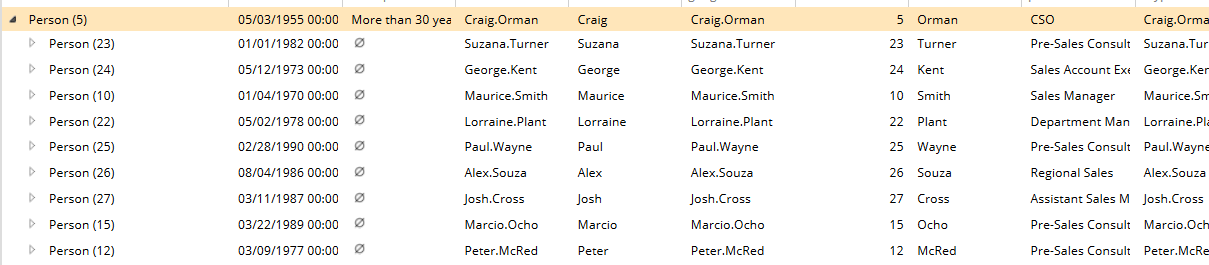 Person (5) 05/03/1955 00:00 More than 30 yea Craig.Orman Craig Craig.Orman 5 Orman CSO Craig.Orma
Person (23) 01/01/1982 00:00 Ø Suzana.Turner Suzana Suzana.Turner 23 Turner Pre-Sales Consult Suzana.Tur
Person (24) 05/12/1973 00:00 Ø George.Kent George George.Kent 24 Kent Sales Account Exe George.Ke
Person (10) 01/04/1970 00:00 Ø Maurice.Smith Maurice Maurice.Smith 10 Smith Sales Manager Maurice.Sm
Person (22) 05/02/1978 00:00 Ø Lorraine.Plant Lorraine Lorraine.Plant 22 Plant Department Man Lorraine.Pl
Person (25) 02/28/1990 00:00 Ø Paul.Wayne Paul Paul.Wayne 25 Wayne Pre-Sales Consult Paul.Wayne
Person (26) 08/04/1986 00:00 Ø Alex.Souza Alex Alex.Souza 26 Souza Regional Sales Alex.Souza
Person (27) 03/11/1987 00:00 Ø Josh.Cross Josh Josh.Cross 27 Cross Assistant Sales M Josh.Cross
Person (15) 03/22/1989 00:00 Ø Marcio.Ocho Marcio Marcio.Ocho 15 Ocho Pre-Sales Consult Marcio.Och
Person (12) 03/09/1977 00:00 Ø Peter.McRed Peter Peter.McRed 12 McRed Pre-Sales Consult Peter.McRe